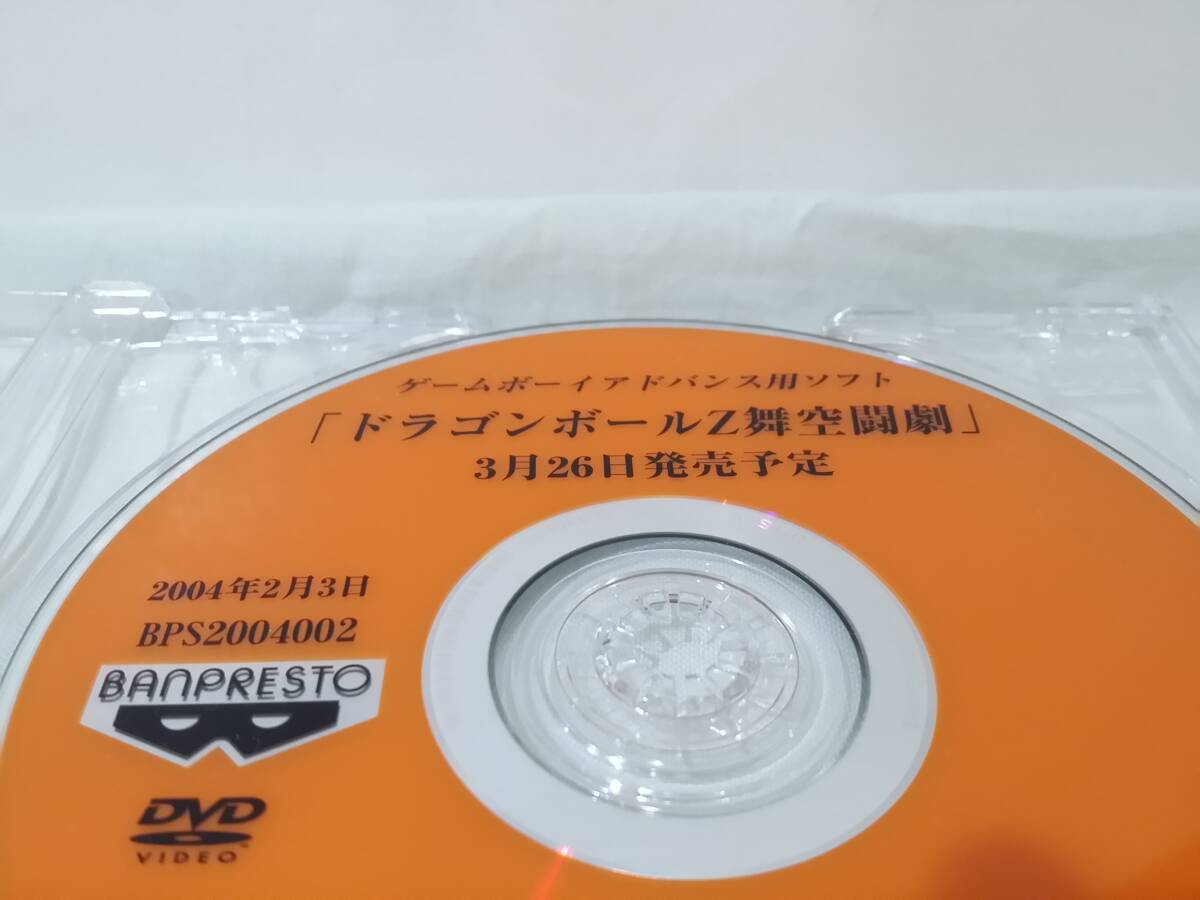 ゲームボーイアドバンス用ソフト
「ドラゴンボールZ舞空闘劇」
3月26日発売予定
2004年2月3日
BPS2004002
BANPRESTO
DVD
VIDEO